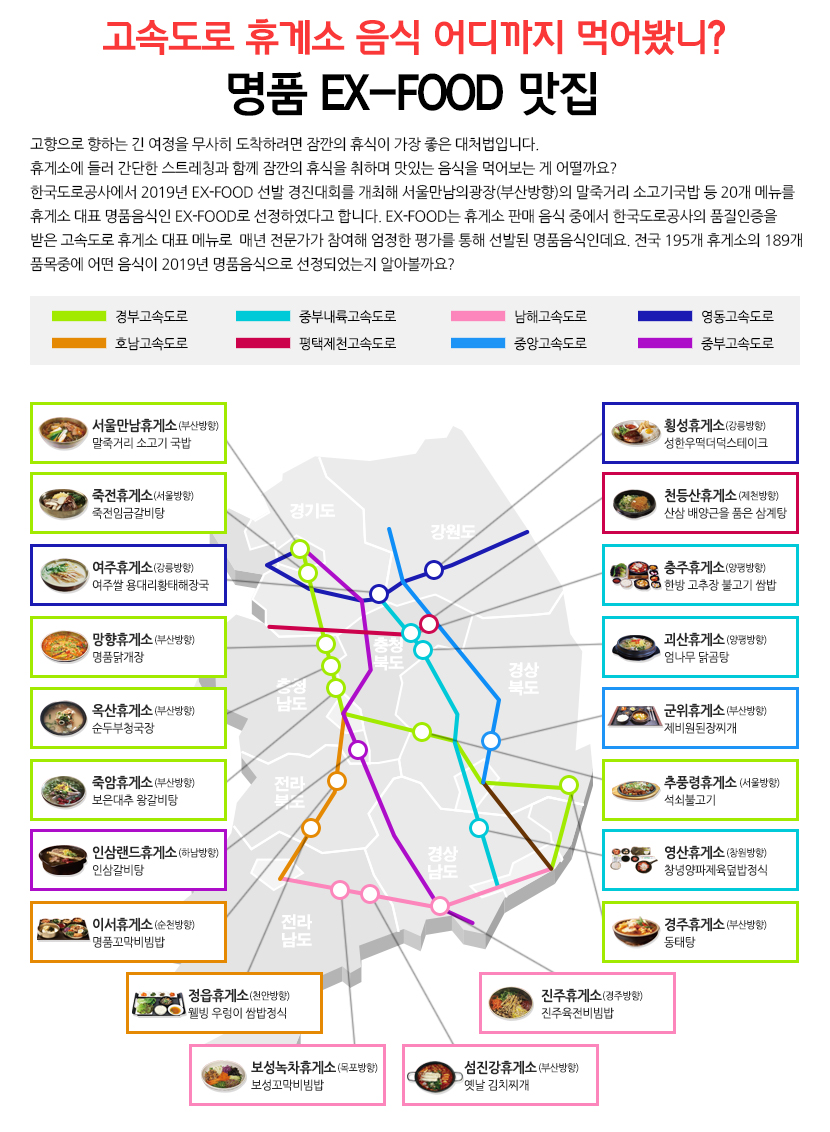 고속도로 휴게소 음식 어디까지 먹어봤니?
명품 EX-FOOD 맛집
고향으로 향하는 긴 여정을 무사히 도착하려면 잠깐의 휴식이 가장 좋은 대처법입니다.
휴게소에 들러 간단한 스트레칭과 함께 잠깐의 휴식을 취하며 맛있는 음식을 먹어보는 게 어떨까요?
한국도로공사에서 2019년 EX-FOOD 선발 경진대회를 개최해 서울만남의광장(부산방향)의 말죽거리 소고기국밥 등 20개 메뉴를
휴게소 대표 명품음식인 EX-FOOD로 선정하였다고 합니다. EX-FOOD는 휴게소 판매 음식 중에서 한국도로공사의 품질인증을
받은 고속도로 휴게소 대표 메뉴로 매년 전문가가 참여해 엄정한 평가를 통해 선발된 명품음식인데요. 전국 195개 휴게소의 189개
품목중에 어떤 음식이 2019년 명품음식으로 선정되었는지 알아볼까요?
경부고속도로
중부내륙고속도로
남해고속도로
영동고속도로
호남고속도로
평택제천고속도로
중앙고속도로
중부고속도로
서울만남휴게소 (부산방향)
말죽거리 소고기 국밥
죽전휴게소 (서울방향)
죽전임금갈비탕
여주휴게소 (강릉방향)
여주쌀 용대리황태해장국
망향휴게소 (부산방향)
명품닭개장
옥산휴게소 (부산방향)
순두부청국장
죽암휴게소 (부산방향)
보은대추 왕갈비탕
인삼랜드휴게소 (하남방향)
인삼갈비탕
이서휴게소 (순천방향)
명품꼬막비빔밥
경기도
강원도
충청
북도
충청
남도
경상
북도
전라
북도
경상
남도
전라
남도
횡성휴게소 (강릉방향)
성한우떡더덕스테이크
천등산휴게소 (제천방향)
산삼 배양근을 품은 삼계탕
충주휴게소 (양평방향)
한방 고추장 불고기 쌈밥
괴산휴게소 (양평방향)
엄나무 닭곰탕
군위휴게소 (부산방향)
제비원된장찌개
추풍령휴게소 (서울방향)
석쇠불고기
영산휴게소 (창원방향)
창녕양파제육덮밥정식
경주휴게소 (부산방향)
동태탕
정읍휴게소 (천안방향)
웰빙 우렁이 쌈밥정식
진주휴게소 (경주방향)
진주육전비빔밥
보성녹차휴게소 (목포방향)
보성꼬막비빔밥
섬진강휴게소 (부산방향)
옛날 김치찌개